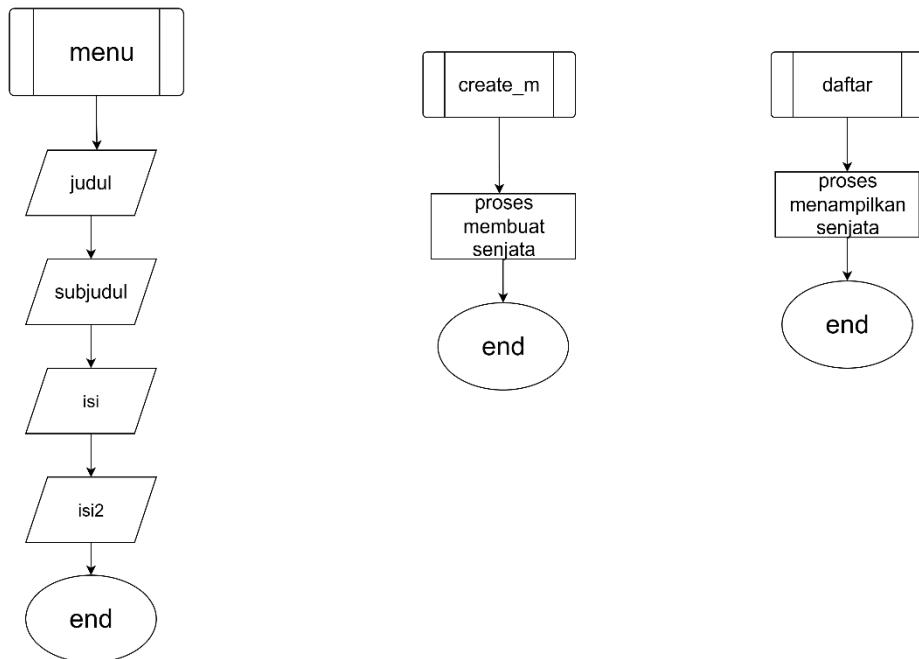 menu
judul
subjudul
isi
isi2
end
create_m
proses
membuat
senjata
end
daftar
proses
menampilkan
senjata
end